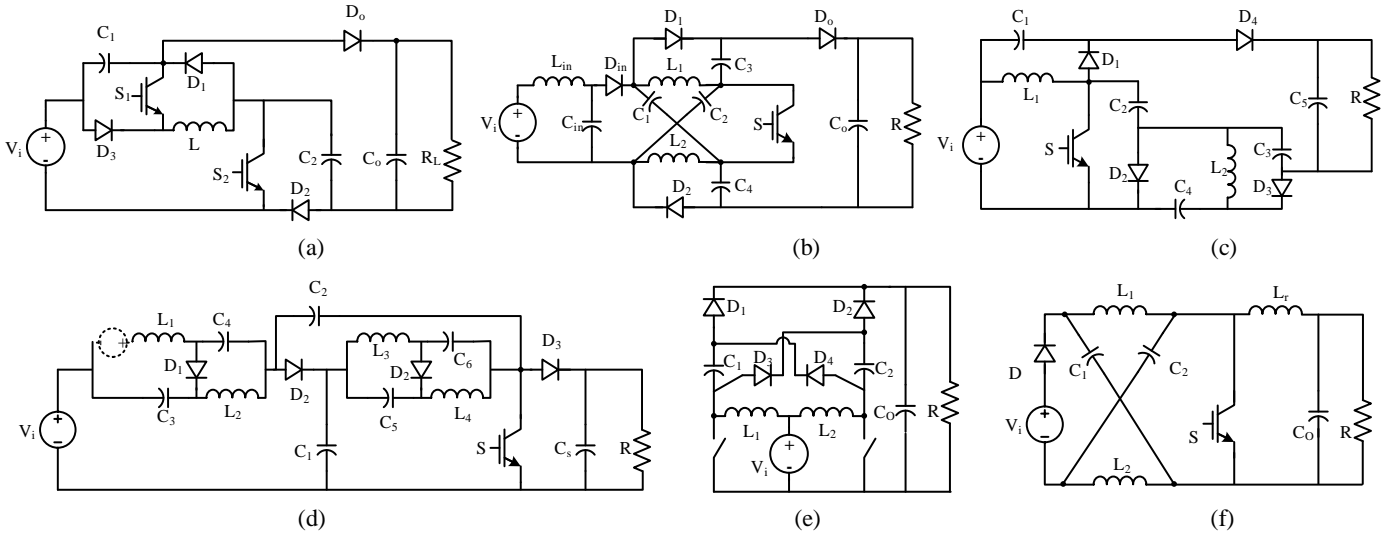 C1 S1 D1 D3 L Vi S2 C2 D2 Do Co RL
(a)
Lin Din D1 L1 C3 Do Vi Cin C1 C2 S Co R L2 D2 C4
(b)
C1 D4 D1 L1 C2 C5 R Vi S D2 L2 C3 D3 C4
(c)
C2 L1 C4 D1 C3 L2 D2 L3 C6 D2 C5 L4 D3 Vi C1 S Cs R
(d)
D1 D2 C1 D3 D4 C2 L1 L2 Vi CO R
(e)
L1 Lr D C1 C2 Vi S CO R L2
(f)